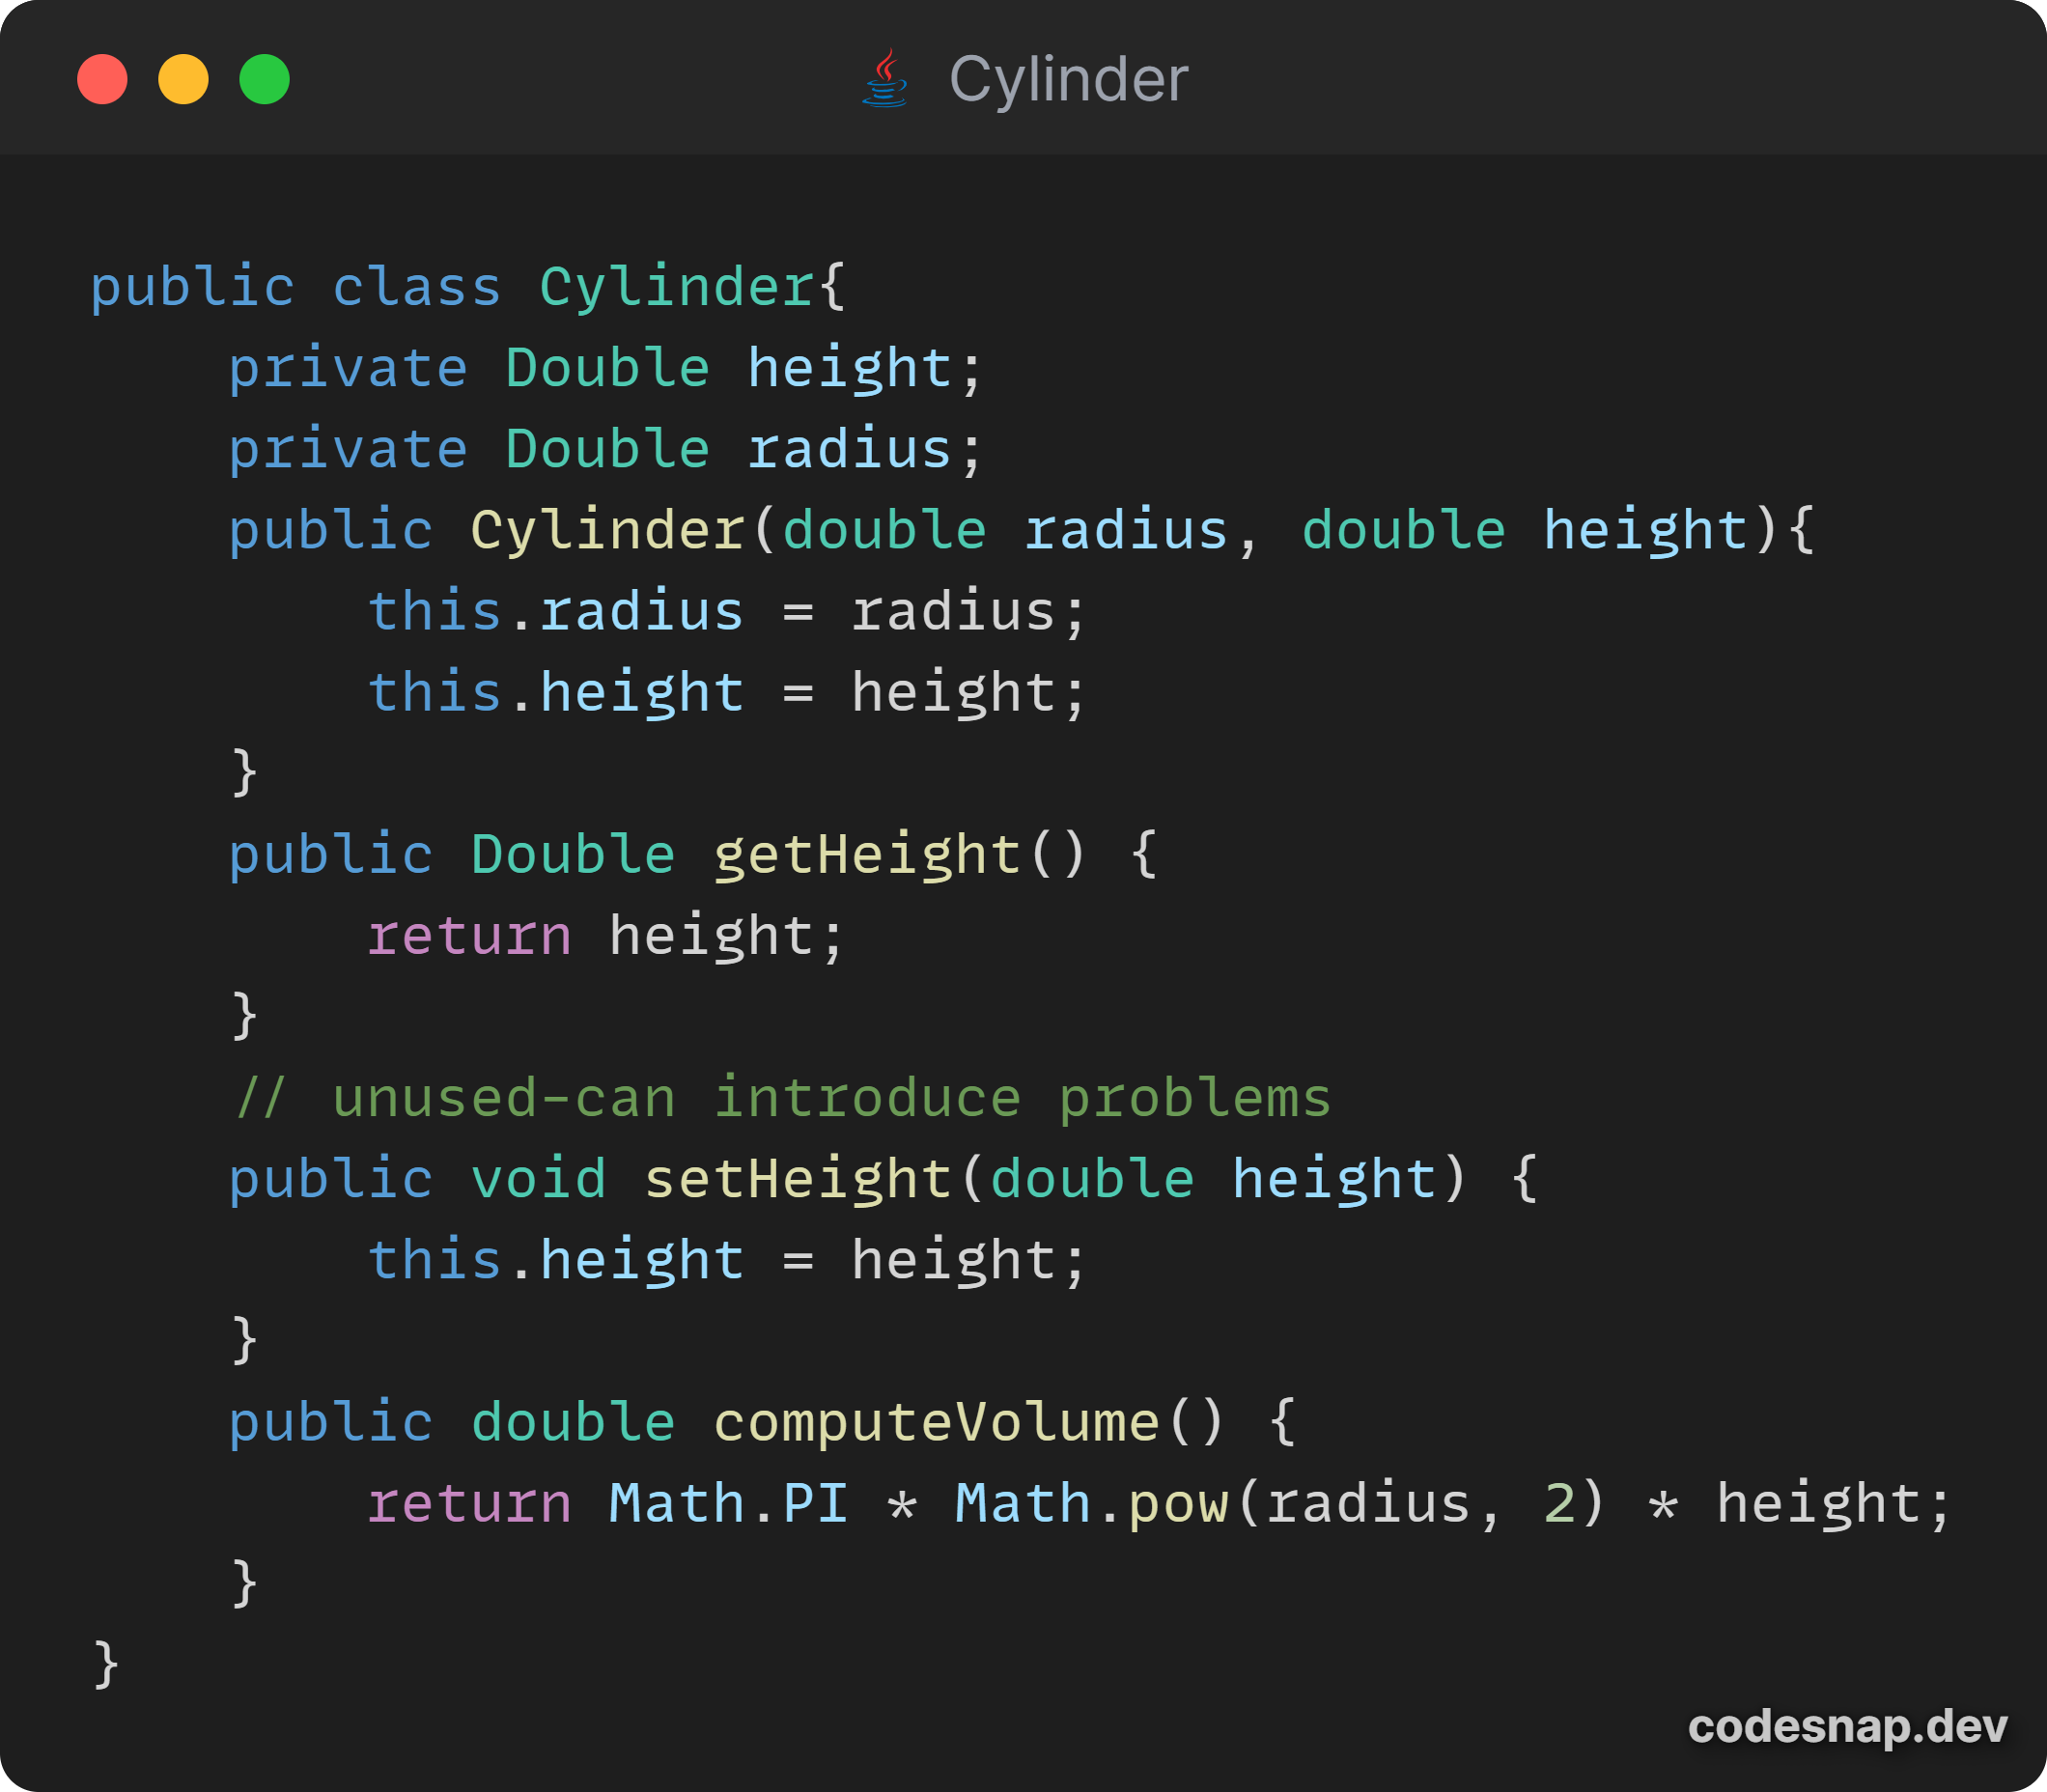 Cylinder
public class Cylinder{
    private Double height;
    private Double radius;
    public Cylinder(double radius, double height){
        this.radius = radius;
        this.height = height;
    }
    public Double getHeight() {
        return height;
    }
    // unused-can introduce problems
    public void setHeight(double height) {
        this.height = height;
    }
    public double computeVolume() {
        return Math.PI * Math.pow(radius, 2) * height;
    }
}
codesnap.dev